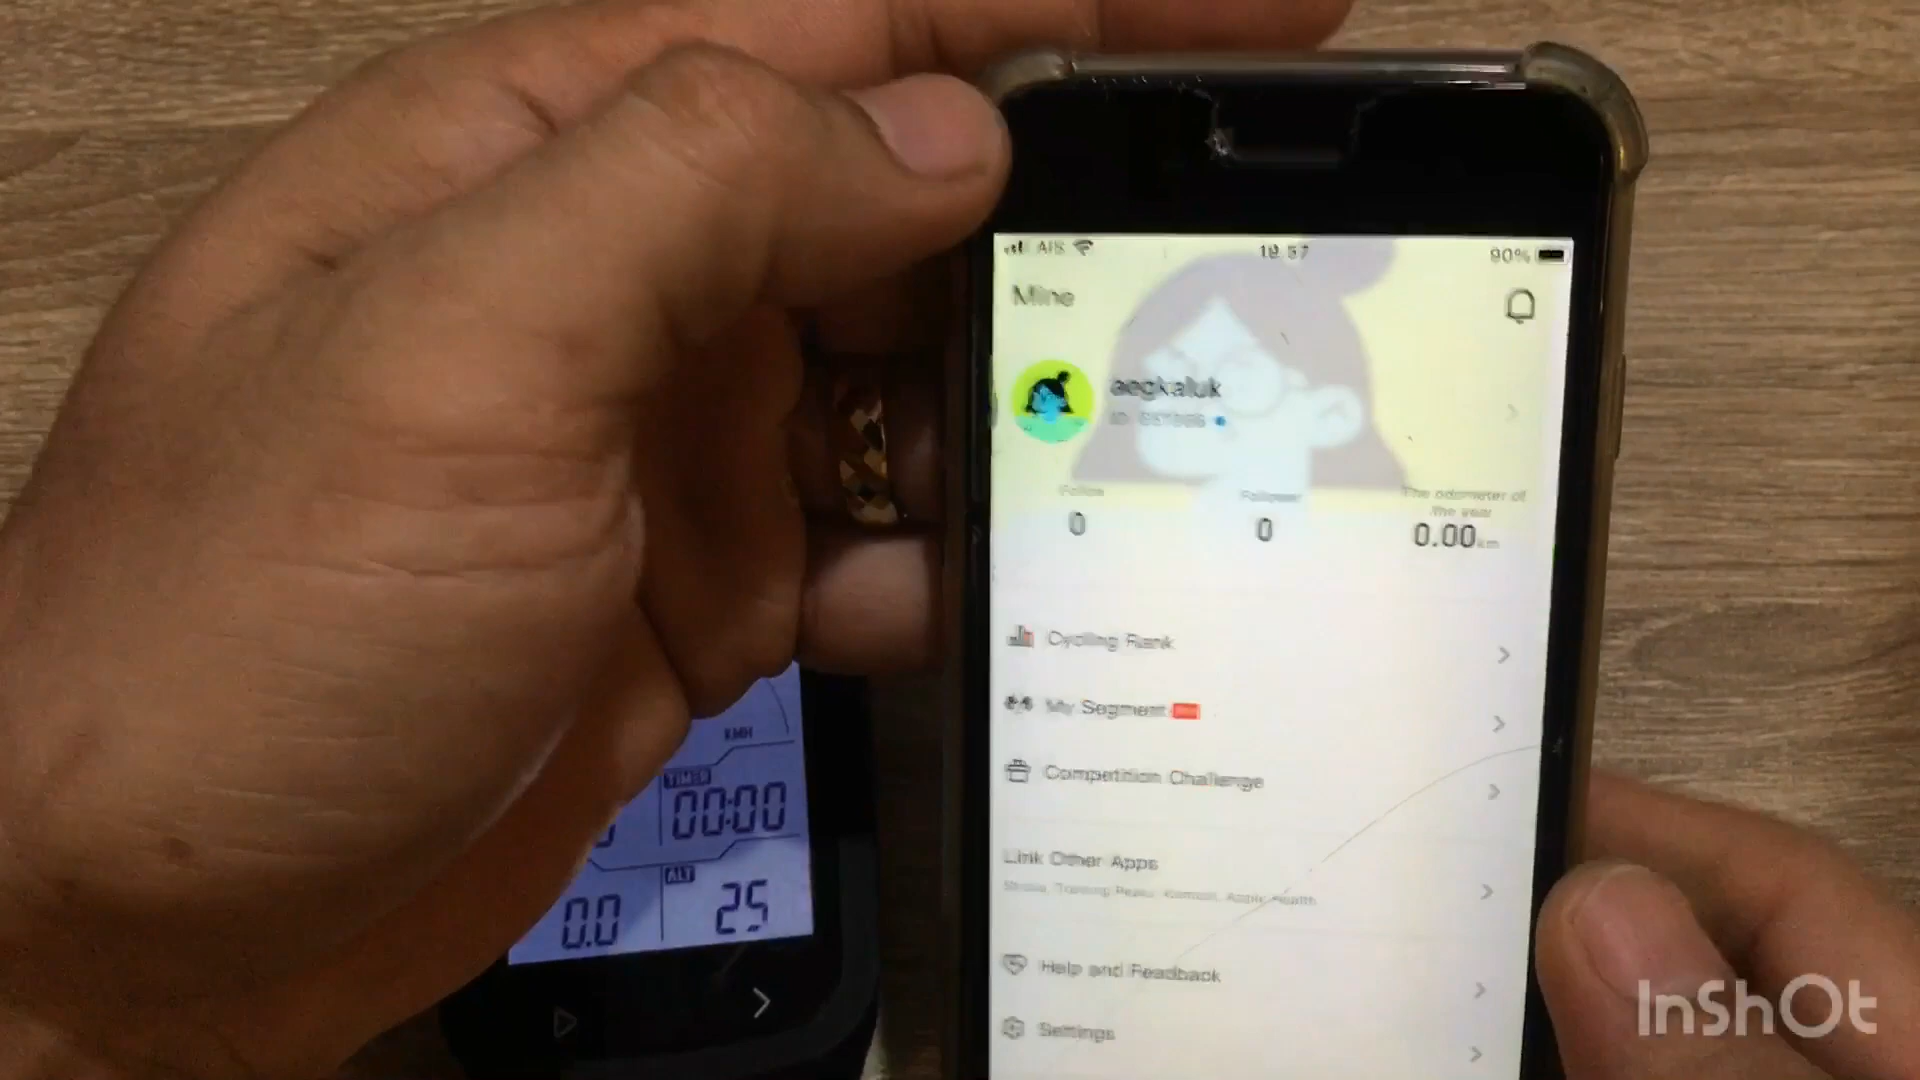 AIS
19:57
90%
Mine
aegkaluk
Follow
Follower
The odometer of
the year
0
0
0.00km
Cycling Rank
My Segment
Competition Challenge
Link Other Apps
Strava, Training Peaks, Komoot, Apple Health
Help and Feedback
Settings
KMH
TIMER
00:00
ALT
0.0
25
InShOt